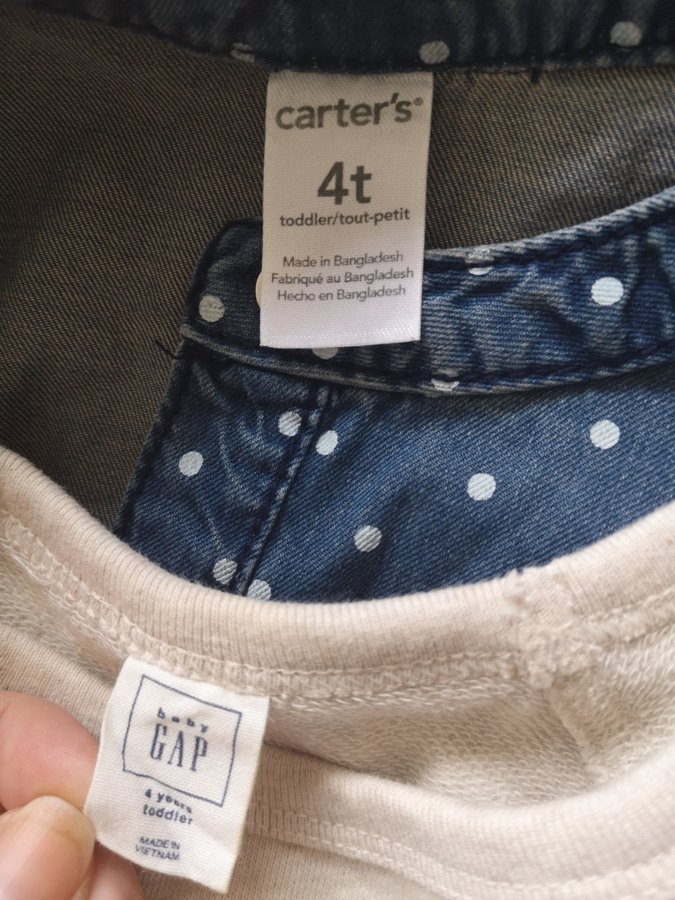 carter's®
4t
toddler/tout-petit
Made in Bangladesh
Fabriqué au Bangladesh
Hecho en Bangladesh
baby
GAP
4 years
toddler
MADE IN
VIETNAM